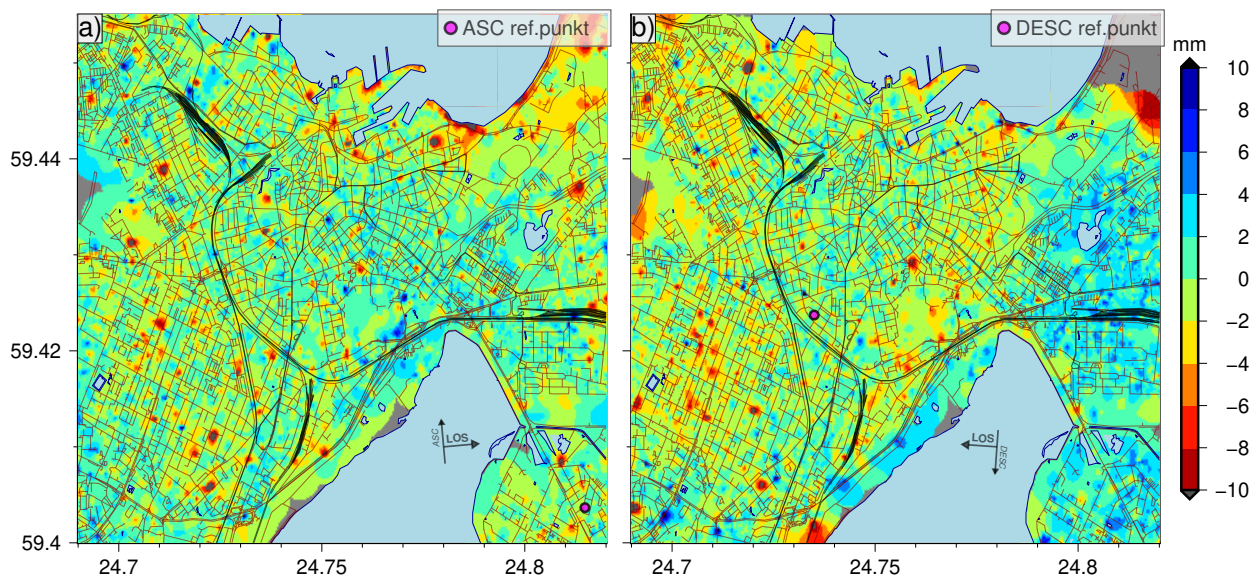 a) ASC ref.punkt
b) DESC ref.punkt
mm
10
8
6
4
2
0
−2
−4
−6
−8
−10
59.44
59.42
59.4
ASC LOS
LOS DESC
24.7 24.75 24.8
24.7 24.75 24.8